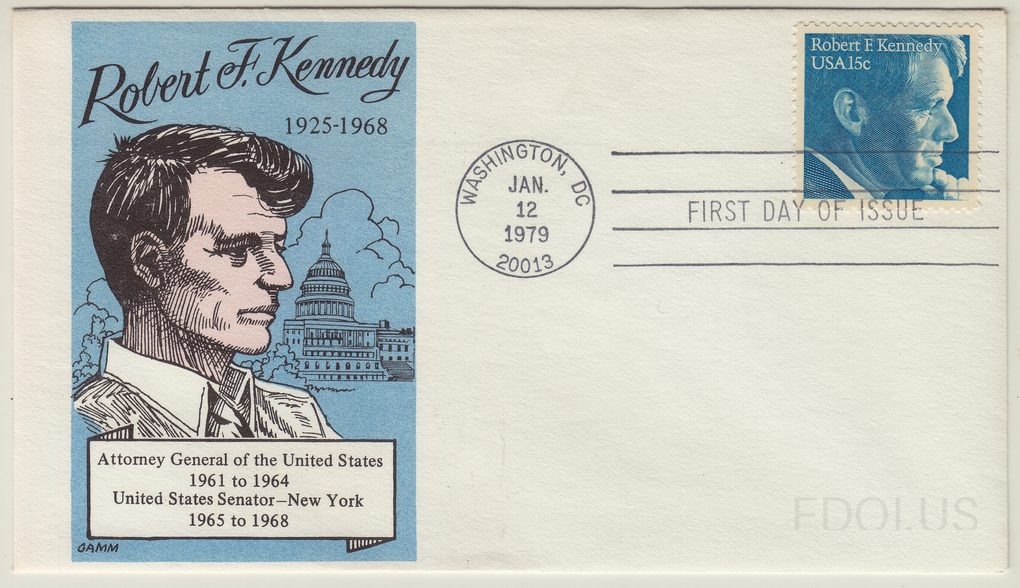 Robert F. Kennedy
1925-1968
Attorney General of the United States
1961 to 1964
United States Senator–New York
1965 to 1968
GAMM
WASHINGTON, DC
JAN.
12
1979
20013
FIRST DAY OF ISSUE
Robert F. Kennedy
USA 15c
FDOI.US